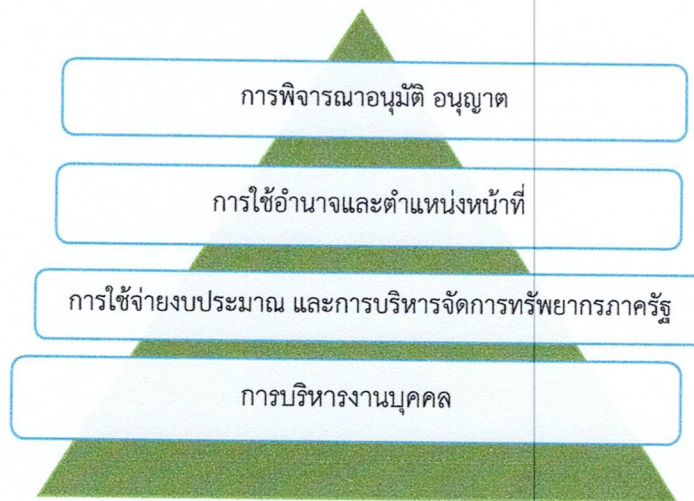 การพิจารณาอนุมัติ อนุญาต
การใช้อำนาจและตำแหน่งหน้าที่
การใช้จ่ายงบประมาณ และการบริหารจัดการทรัพยากรภาครัฐ
การบริหารงานบุคคล